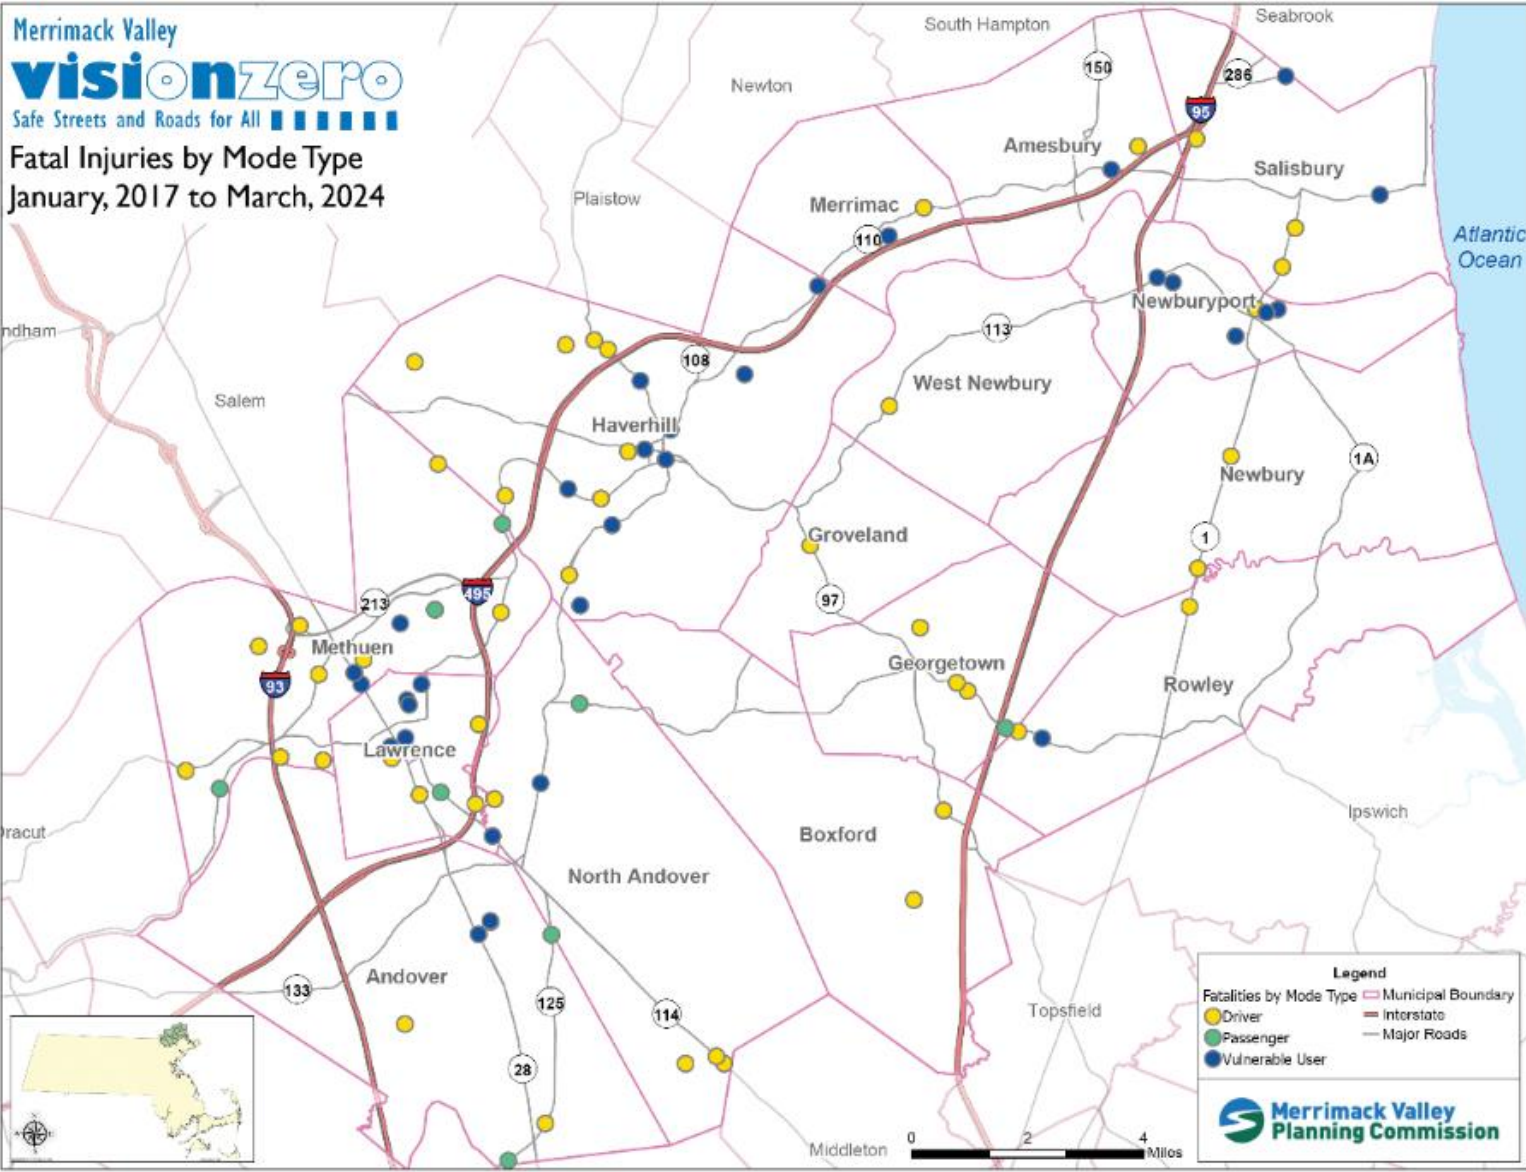 Merrimack Valley
visionzero
Safe Streets and Roads for All
Fatal Injuries by Mode Type
January, 2017 to March, 2024
South Hampton
Seabrook
150
286
Newton
95
Amesbury
Salisbury
Plaistow
Merrimac
110
Atlantic
Ocean
Newburyport
ndham
113
108
West Newbury
Salem
Haverhill
1A
Newbury
Groveland
1
495
97
213
Methuen
Georgetown
93
Rowley
Lawrence
Ipswich
Dracut
Boxford
North Andover
Andover
133
125
114
Topsfield
28
Middleton
Legend
Fatalities by Mode Type
Driver
Passenger
Vulnerable User
Municipal Boundary
Interstate
Major Roads
Merrimack Valley
Planning Commission
0 2 4
Miles